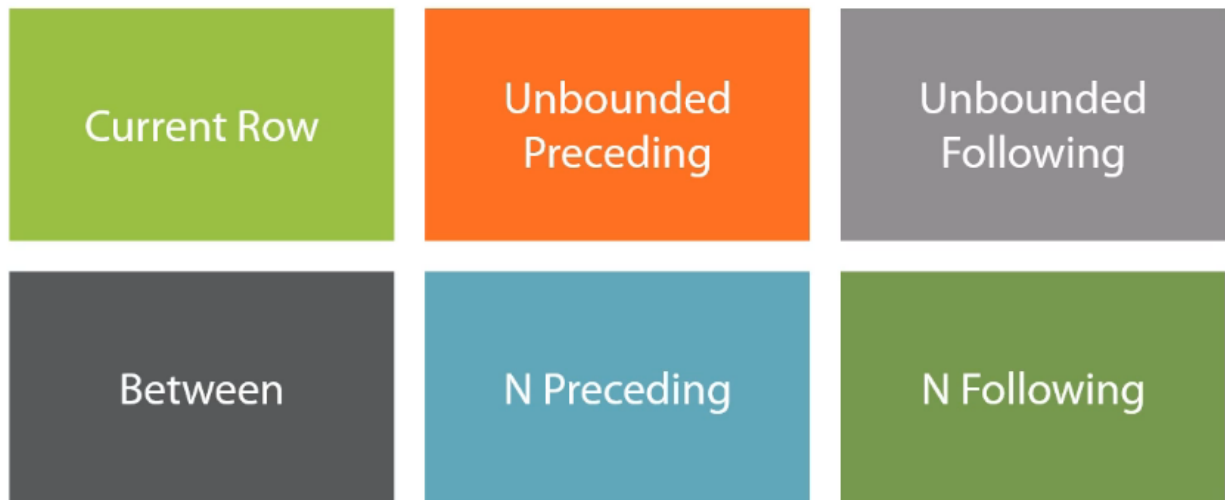 Current Row
Unbounded
Preceding
Unbounded
Following
Between
N Preceding
N Following